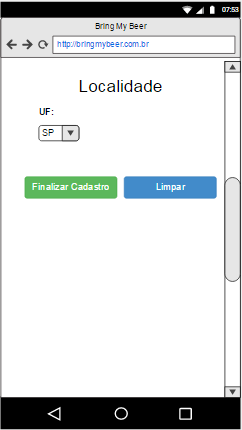 07:53
Bring My Beer
http://bringmybeer.com.br
Localidade
UF:
SP
Finalizar Cadastro Limpar